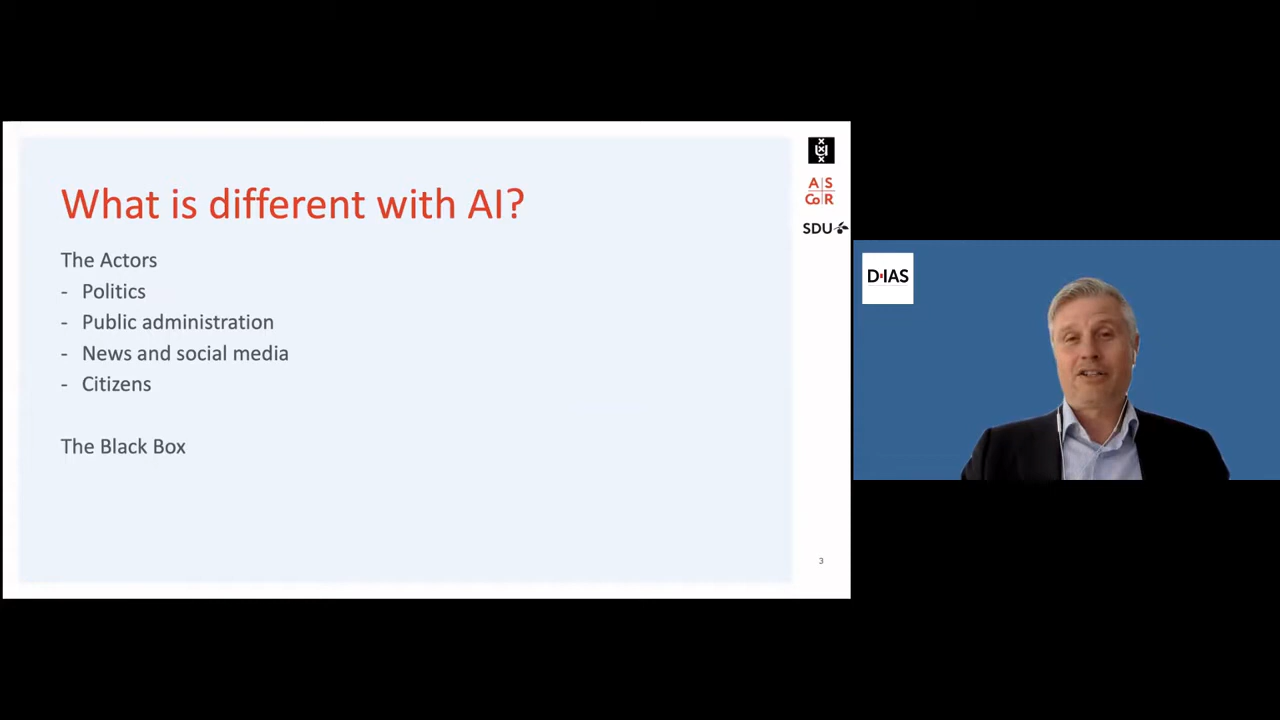 What is different with AI?
The Actors
- Politics
- Public administration
- News and social media
- Citizens
The Black Box
A S
Co R
SDU
3
D·IAS